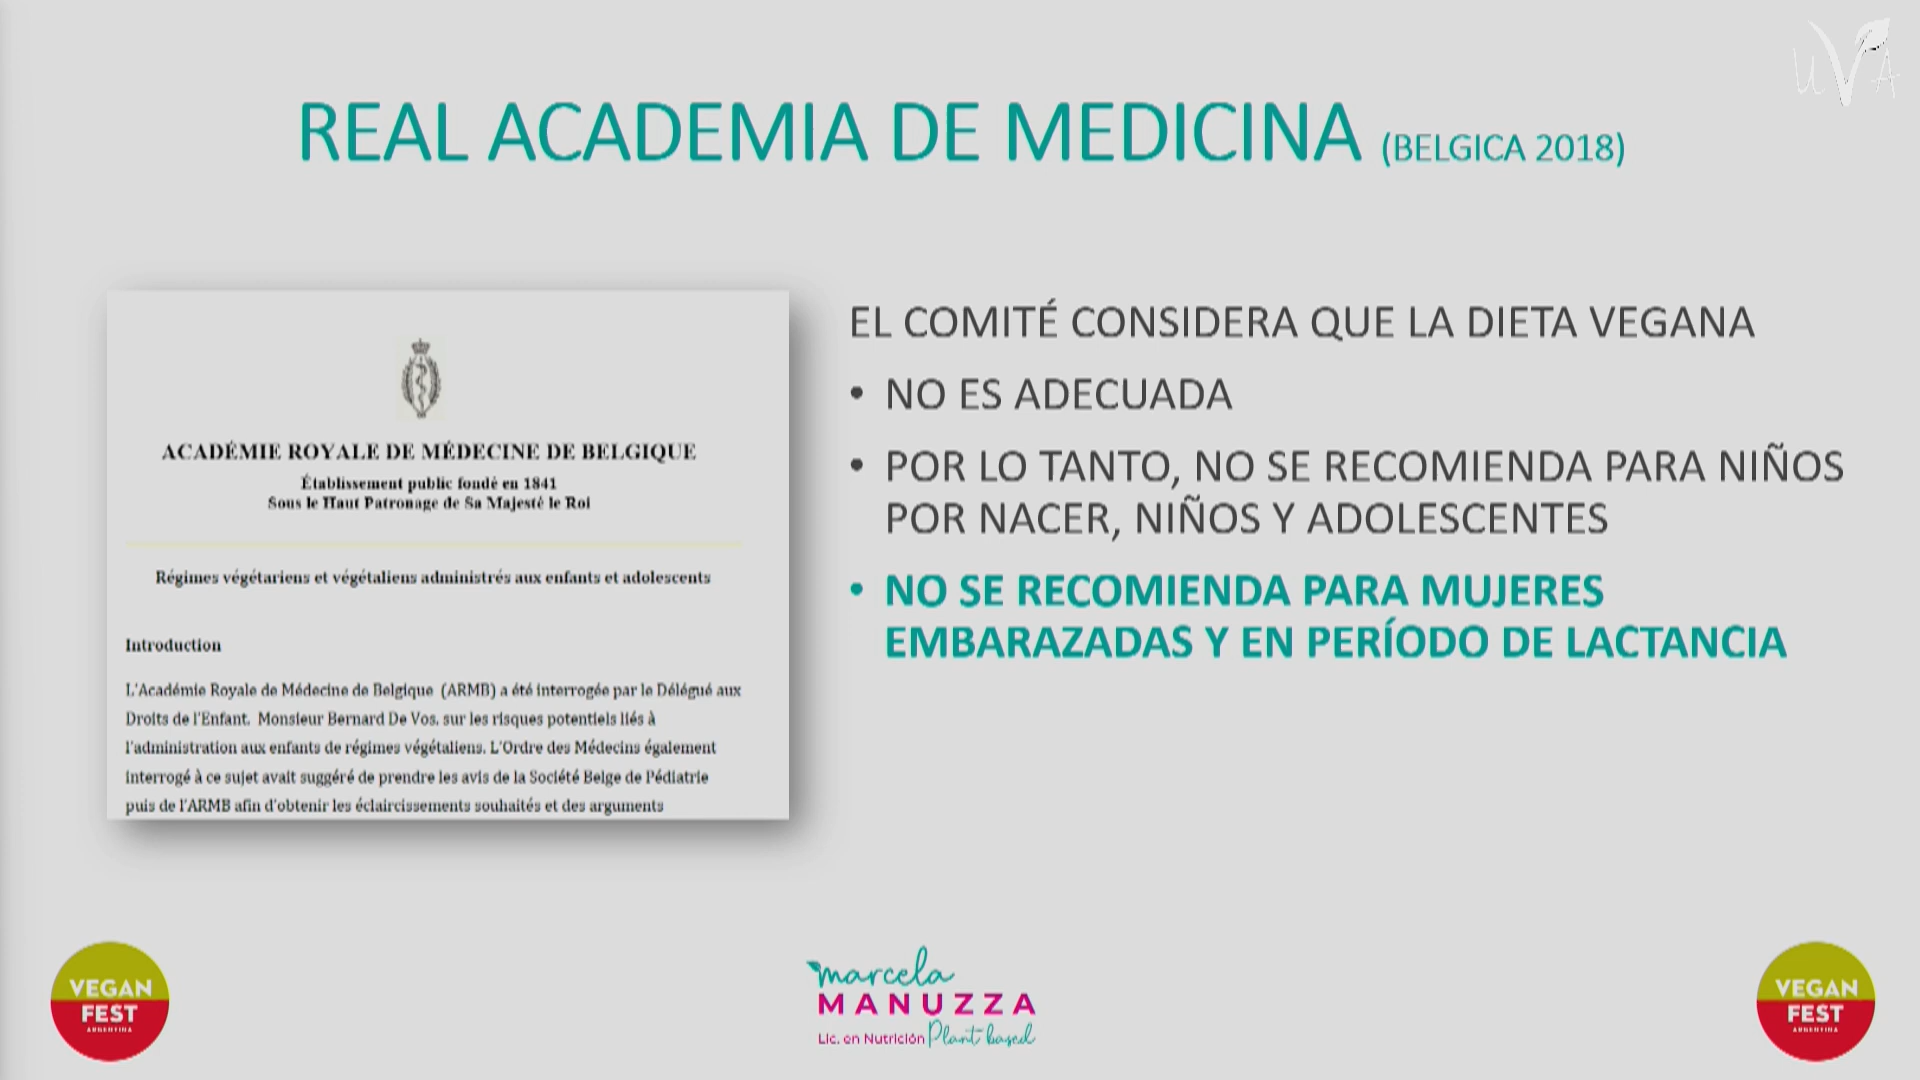 UVA
REAL ACADEMIA DE MEDICINA (BELGICA 2018)
ACADÉMIE ROYALE DE MÉDECINE DE BELGIQUE
Établissement public fondé en 1841
Sous le Haut Patronage de Sa Majesté le Roi
Régimes végétariens et végétaliens administrés aux enfants et adolescents
Introduction
L'Académie Royale de Médecine de Belgique (ARMB) a été interrogée par le Délégué aux
Droits de l'Enfant, Monsieur Bernard De Vos, sur les risques potentiels liés à
l'administration aux enfants de régimes végétaliens. L'Ordre des Médecins également
interrogé à ce sujet avait suggéré de prendre les avis de la Société Belge de Pédiatrie
puis de l'ARMB afin d'obtenir les éclaircissements souhaités et des arguments
EL COMITÉ CONSIDERA QUE LA DIETA VEGANA
• NO ES ADECUADA
• POR LO TANTO, NO SE RECOMIENDA PARA NIÑOS
POR NACER, NIÑOS Y ADOLESCENTES
• NO SE RECOMIENDA PARA MUJERES
EMBARAZADAS Y EN PERÍODO DE LACTANCIA
VEGAN
FEST
ARGENTINA
marcela
MANUZZA
Lic. en Nutrición Plant based
VEGAN
FEST
ARGENTINA